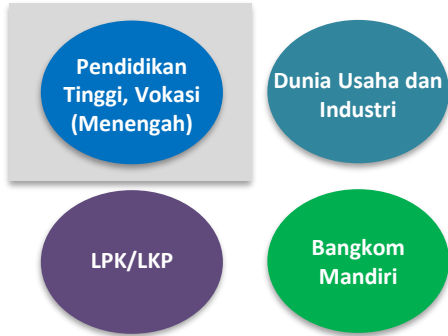 Pendidikan
Tinggi, Vokasi
(Menengah)
Dunia Usaha dan
Industri
LPK/LKP
Bangkom
Mandiri